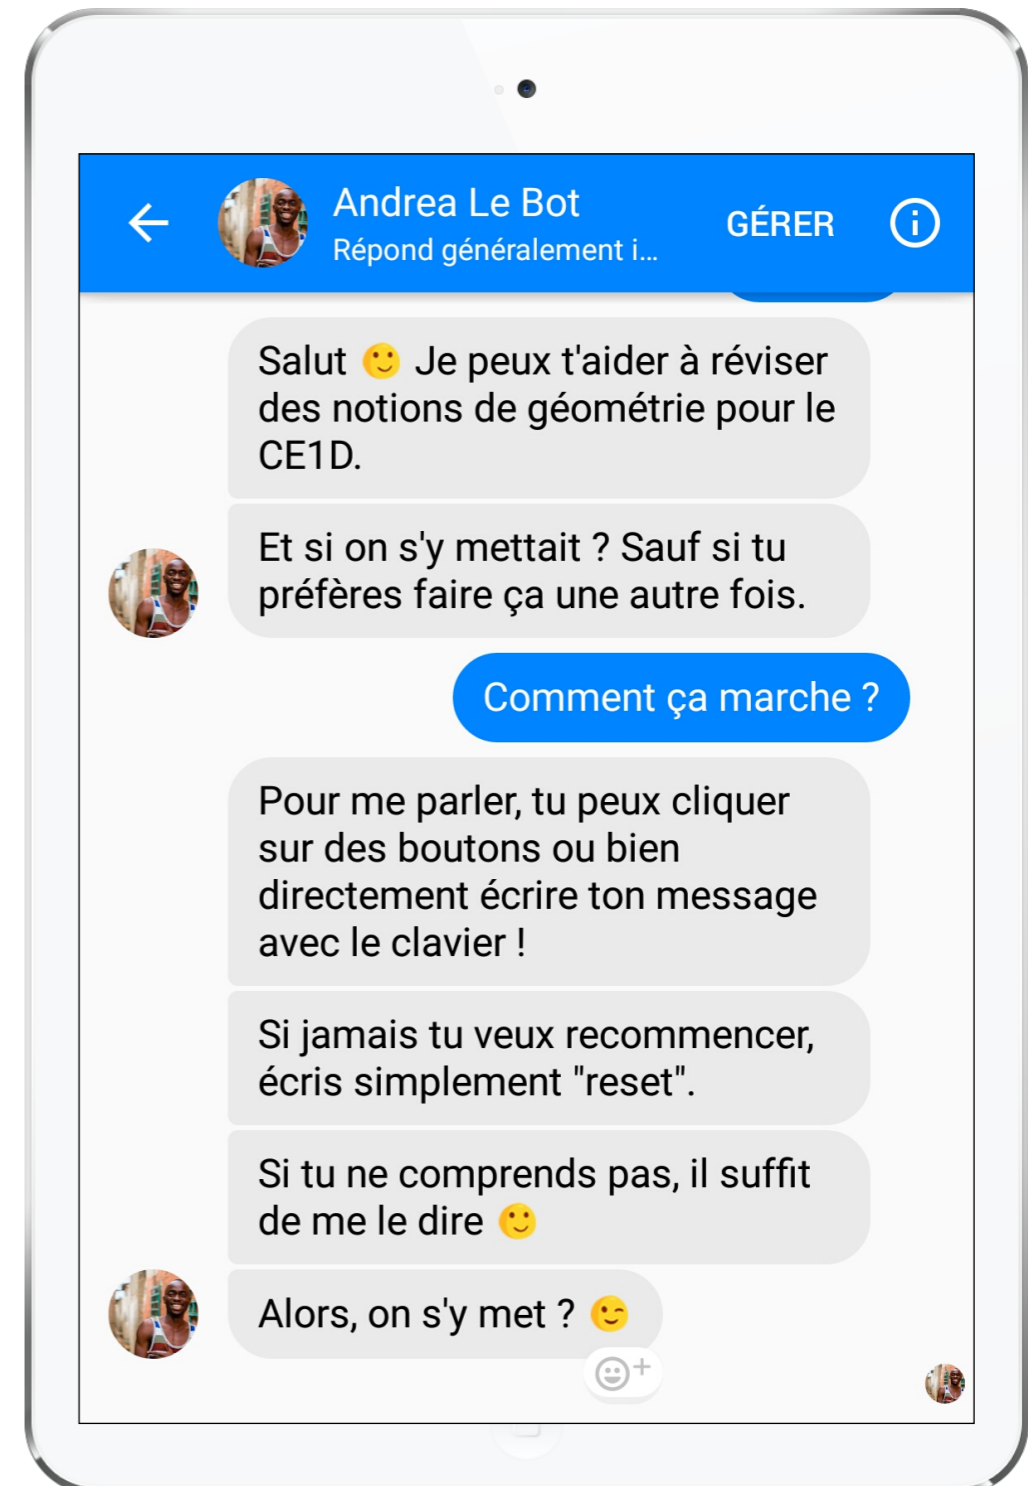 Andrea Le Bot
Répond généralement i...
GÉRER
Salut 🙂 Je peux t'aider à réviser
des notions de géométrie pour le
CE1D.
Et si on s'y mettait ? Sauf si tu
préfères faire ça une autre fois.
Comment ça marche ?
Pour me parler, tu peux cliquer
sur des boutons ou bien
directement écrire ton message
avec le clavier !
Si jamais tu veux recommencer,
écris simplement "reset".
Si tu ne comprends pas, il suffit
de me le dire 🙂
Alors, on s'y met ? 😉